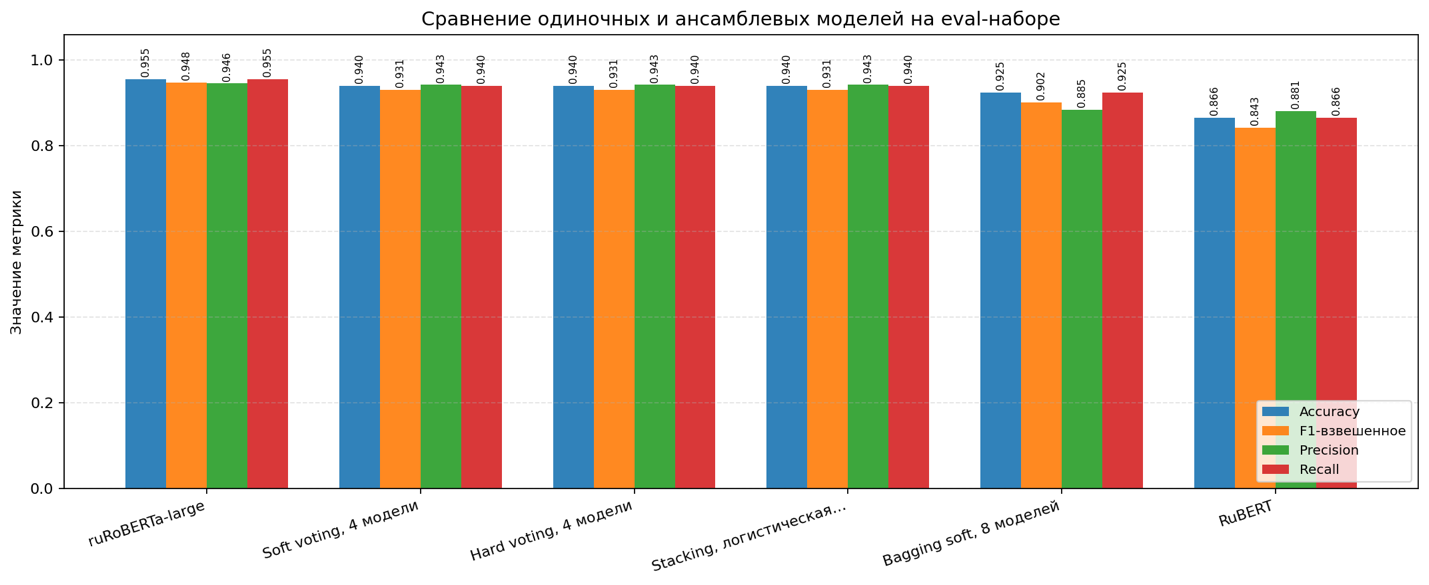 Сравнение одиночных и ансамблевых моделей на eval-наборе
Значение метрики
1.0
0.8
0.6
0.4
0.2
0.0
0.955 0.948 0.946 0.955
0.940 0.931 0.943 0.940
0.940 0.931 0.943 0.940
0.940 0.931 0.943 0.940
0.925 0.902 0.885 0.925
0.866 0.843 0.881 0.866
Accuracy
F1-взвешенное
Precision
Recall
ruRoBERTa-large
Soft voting, 4 модели
Hard voting, 4 модели
Stacking, логистическая...
Bagging soft, 8 моделей
RuBERT